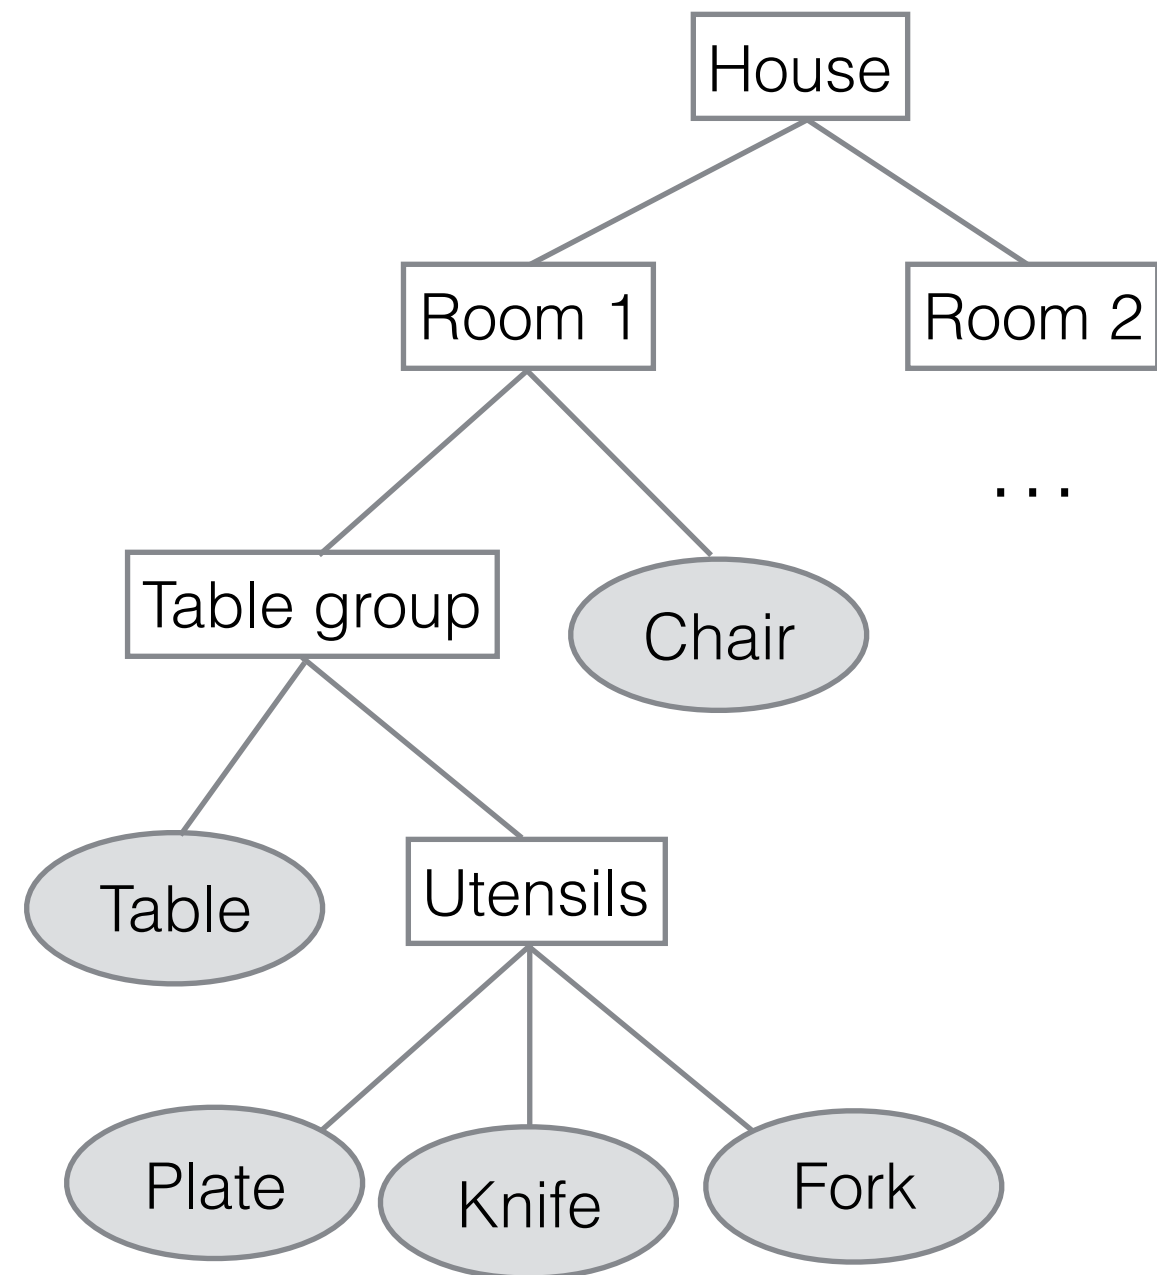 House
Room 1
Room 2
...
Table group
Chair
Table
Utensils
Plate
Knife
Fork